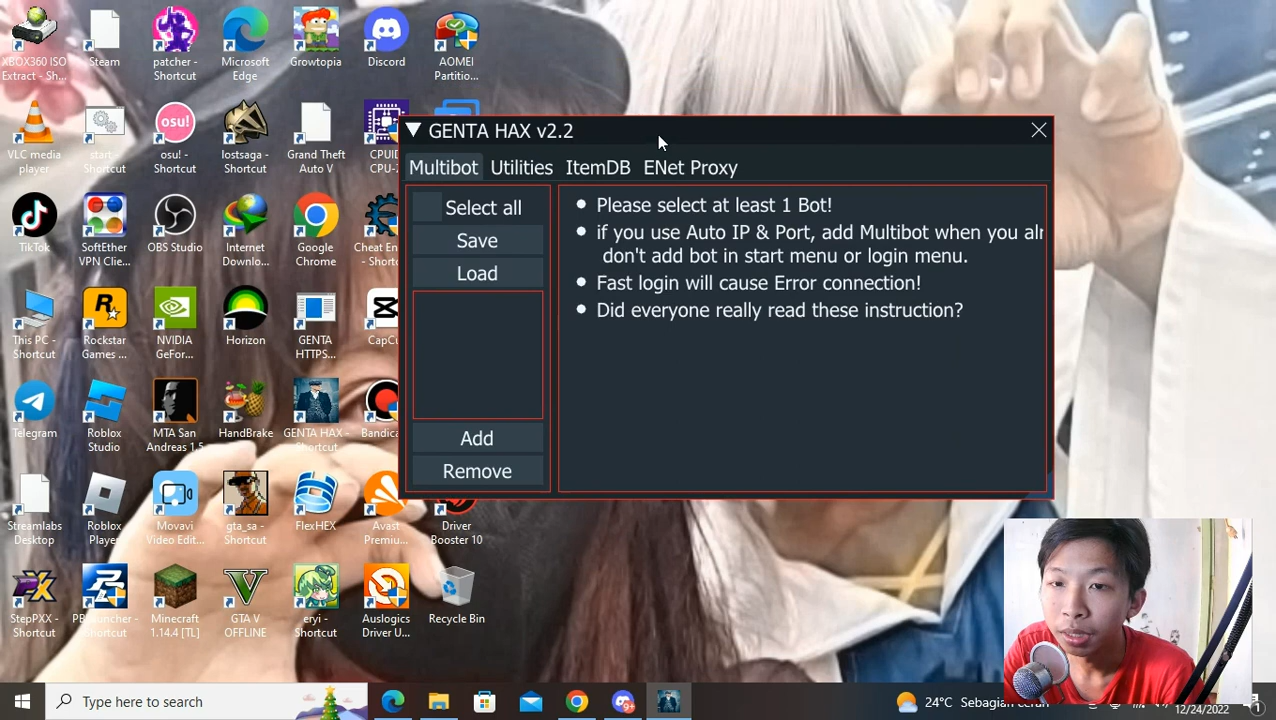 XBOX360 ISO
Extract - Sh...
Steam
patcher -
Shortcut
Microsoft
Edge
Growtopia
Discord
AOMEI
Partitio...
VLC media
player
start -
Shortcut
osu!
osu! -
Shortcut
lostsaga -
Shortcut
Grand Theft
Auto V
CPUID
CPU-Z
TikTok
SoftEther
VPN Clie...
OBS Studio
Internet
Downlo...
Google
Chrome
Cheat En
- Shortc
This PC -
Shortcut
Rockstar
Games ...
NVIDIA
GeFor...
Horizon
GENTA
HTTPS...
CapCu
Telegram
Roblox
Studio
MTA San
Andreas 1.5
HandBrake
GENTA HAX -
Shortcut
Bandica
Streamlabs
Desktop
Roblox
Player
Movavi
Video Edit...
gta_sa -
Shortcut
FlexHEX
Avast
Premiu...
Driver
Booster 10
StepPXX -
Shortcut
Shortcut
Minecraft
1.14.4 [TL]
GTA V
OFFLINE
eryi -
Shortcut
Auslogics
Driver U...
Recycle Bin
GENTA HAX v2.2
Multibot Utilities ItemDB ENet Proxy
Select all
Save
Load
Add
Remove
Please select at least 1 Bot!
if you use Auto IP & Port, add Multibot when you alr
don't add bot in start menu or login menu.
Fast login will cause Error connection!
Did everyone really read these instruction?
Type here to search
24°C Sebagian cerah
12/24/2022
1